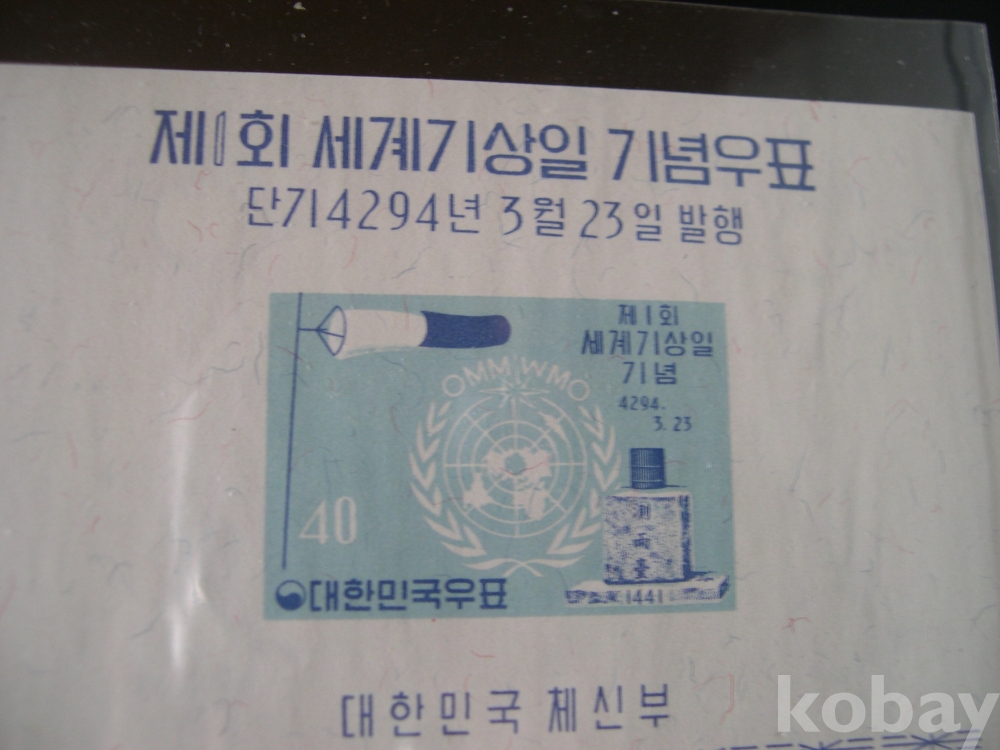 제1회 세계기상일 기념우표
단기4294년 3월 23일 발행
제1회
세계기상일
기념
4294.
3.23
OMM WMO
40
測
雨
臺
1441
대한민국우표
대한민국 체신부
kobay